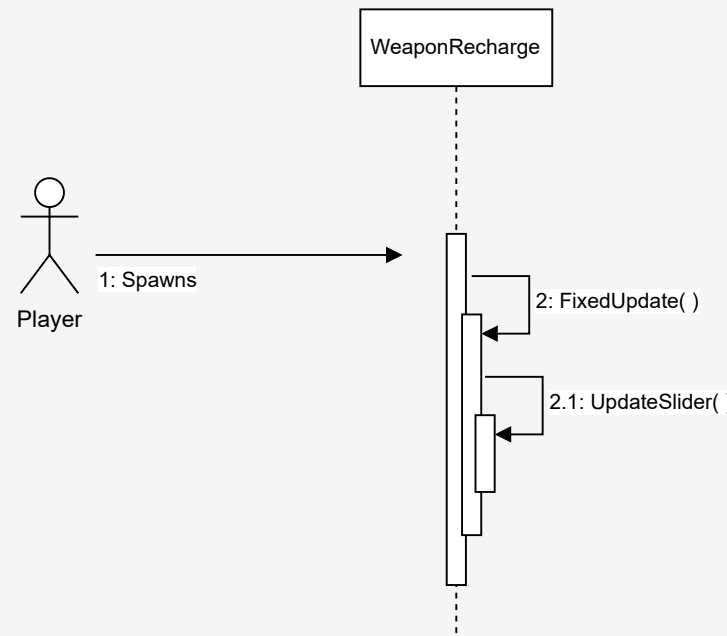 WeaponRecharge
1: Spawns
2: FixedUpdate( )
Player
2.1: UpdateSlider( )